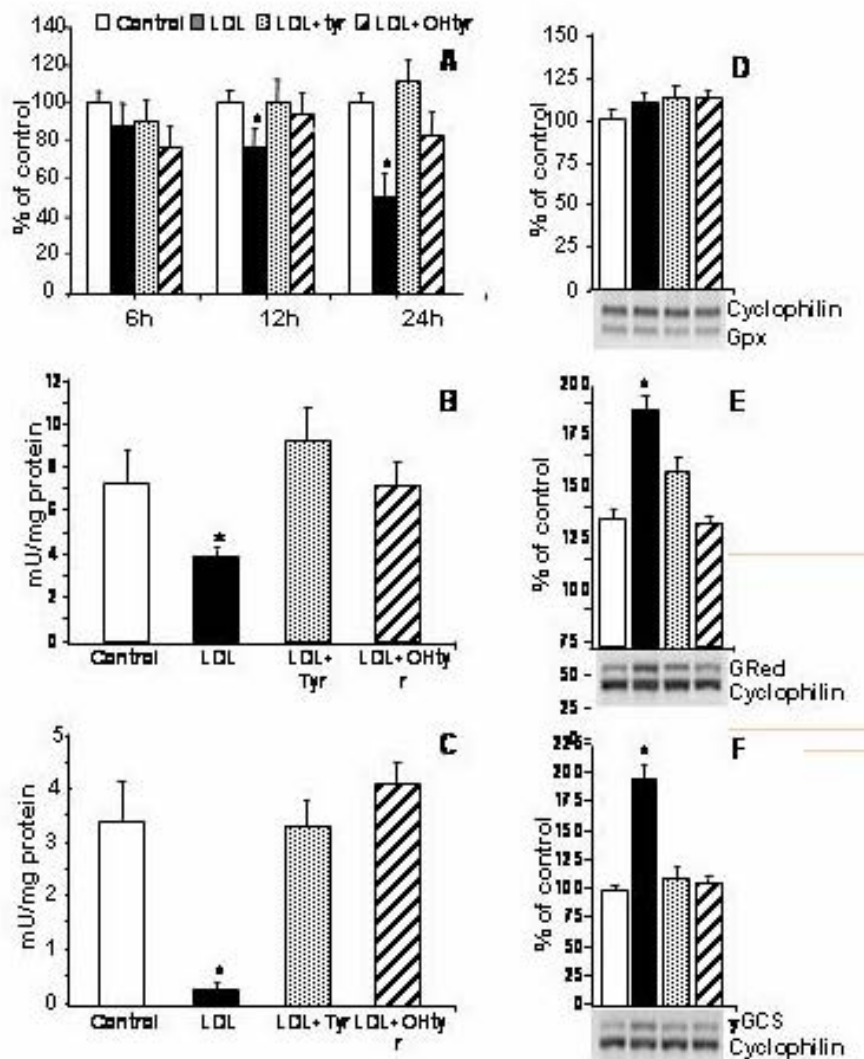 Control LDL LDL+tyr LDL+OHtyr
A
% of control
140
120
100
80
60
40
20
0
6h 12h 24h
*
*
B
mU/mg protein
12
10
8
6
4
2
0
*
Control LDL LDL+ LDL+OHty
Tyr r
C
mU/mg protein
5
4
3
2
1
0
*
Control LDL LDL+Tyr LDL+OHty
r
D
% of control
150
125
100
75
50
25
0
Cyclophilin
Gpx
E
% of control
200
175
150
125
100
75
50
25
*
GRed
Cyclophilin
F
% of control
225
200
175
150
125
100
75
50
25
0
*
γGCS
Cyclophilin